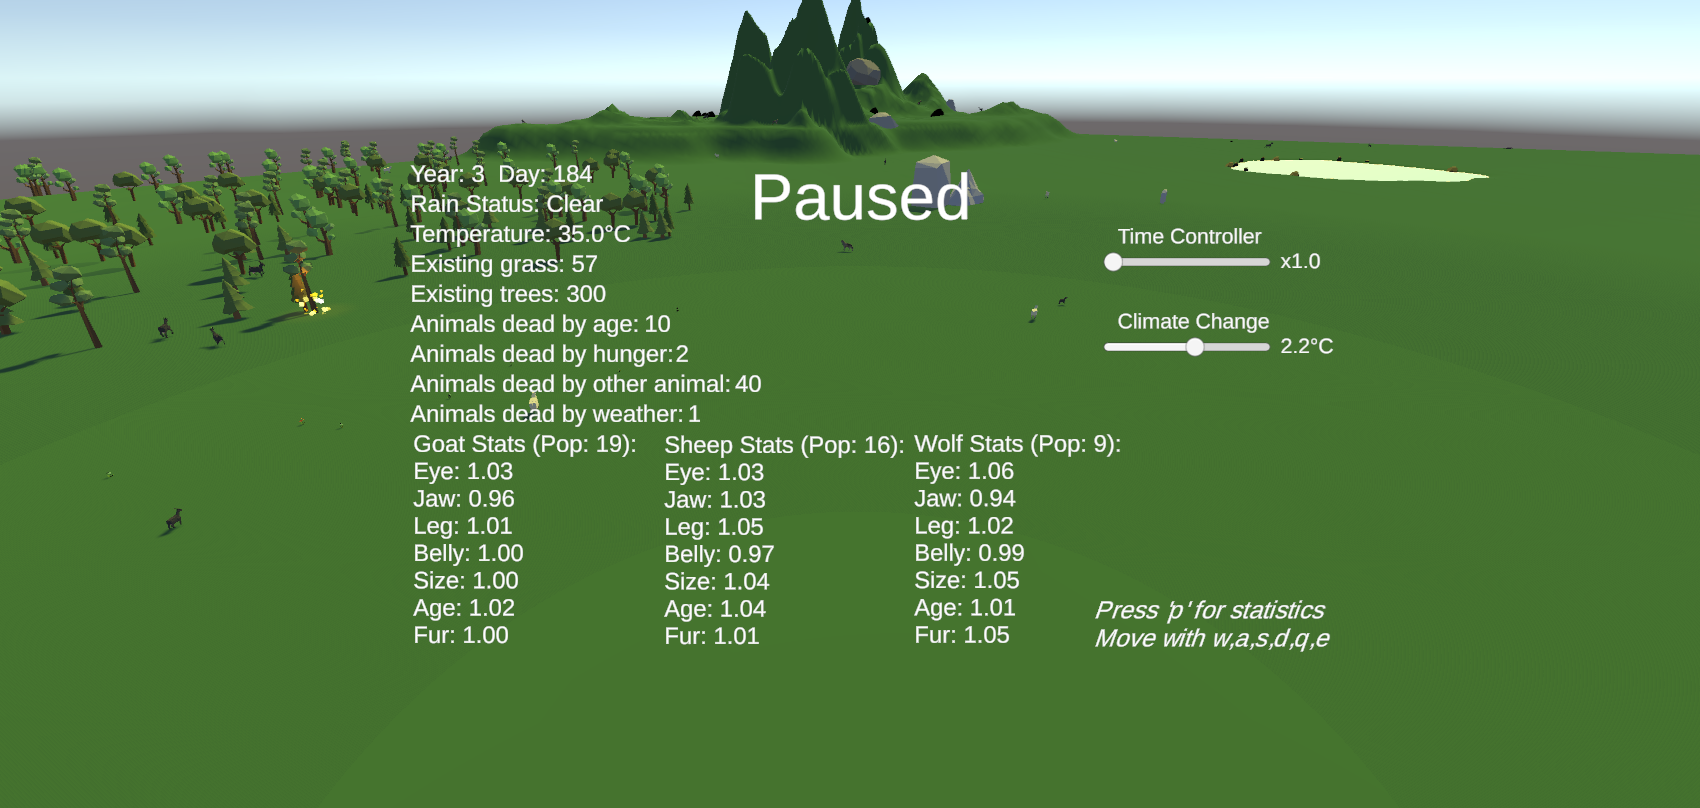 Year: 3  Day: 184
Rain Status: Clear
Temperature: 35.0°C
Existing grass: 57
Existing trees: 300
Animals dead by age: 10
Animals dead by hunger: 2
Animals dead by other animal: 40
Animals dead by weather: 1
Goat Stats (Pop: 19):
Eye: 1.03
Jaw: 0.96
Leg: 1.01
Belly: 1.00
Size: 1.00
Age: 1.02
Fur: 1.00
Sheep Stats (Pop: 16):
Eye: 1.03
Jaw: 1.03
Leg: 1.05
Belly: 0.97
Size: 1.04
Age: 1.04
Fur: 1.01
Wolf Stats (Pop: 9):
Eye: 1.06
Jaw: 0.94
Leg: 1.02
Belly: 0.99
Size: 1.05
Age: 1.01
Fur: 1.05
Paused
Time Controller
x1.0
Climate Change
2.2°C
Press 'p' for statistics
Move with w,a,s,d,q,e